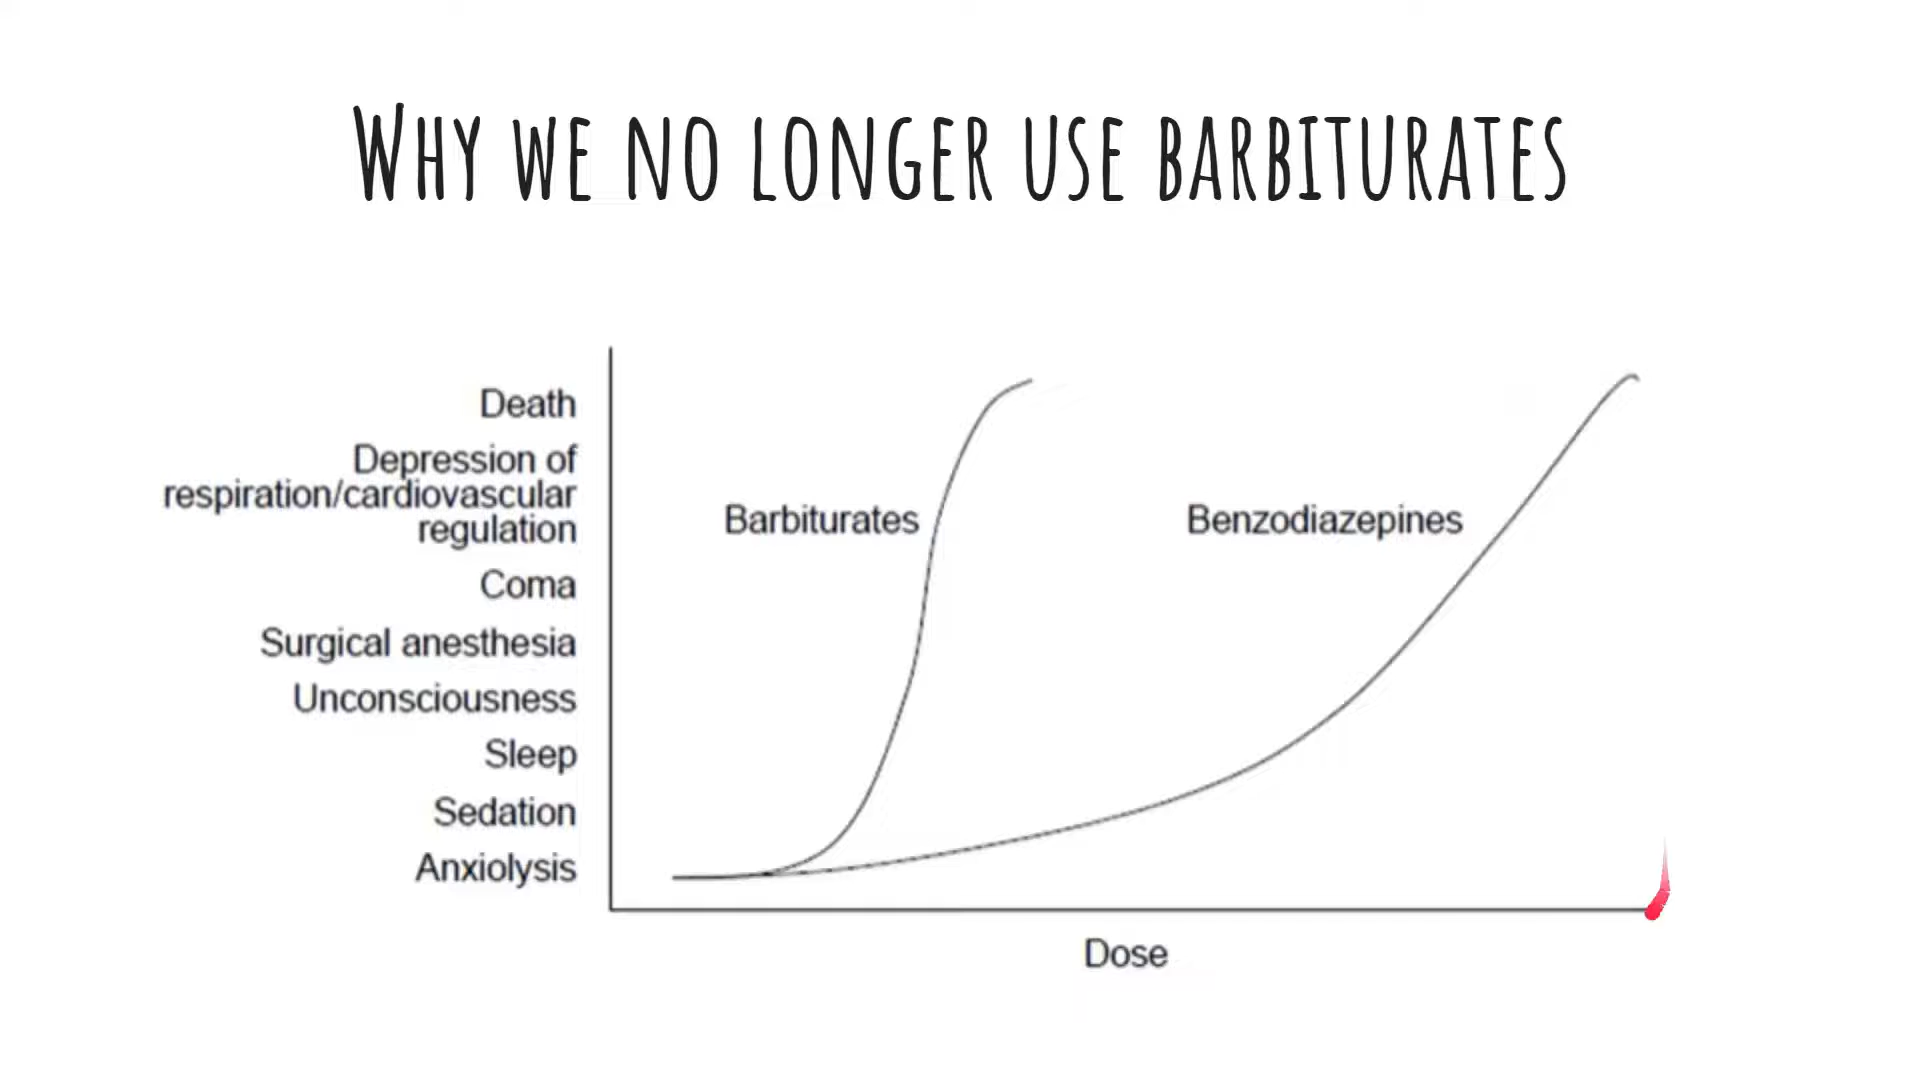 WHY WE NO LONGER USE BARBITURATES
Death
Depression of
respiration/cardiovascular
regulation
Coma
Surgical anesthesia
Unconsciousness
Sleep
Sedation
Anxiolysis
Barbiturates
Benzodiazepines
Dose